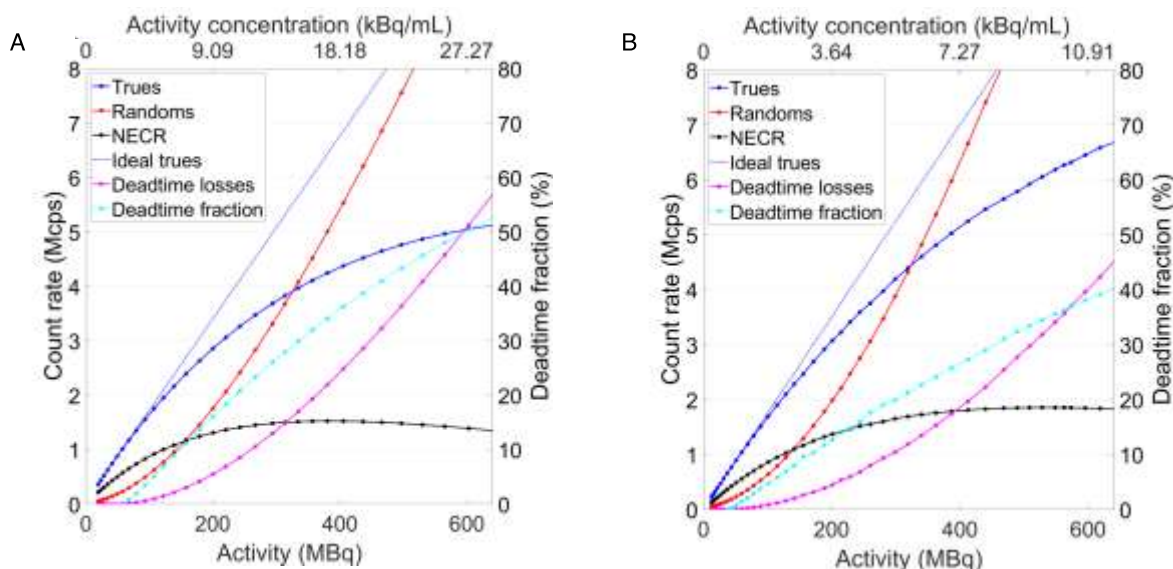 A
Activity concentration (kBq/mL)
0 9.09 18.18 27.27
8 80
7 70
6 60
5 50
4 40
3 30
2 20
1 10
0 0
Trues
Randoms
NECR
Ideal trues
Deadtime losses
Deadtime fraction
Count rate (Mcps)
Deadtime fraction (%)
0 200 400 600
Activity (MBq)
B
Activity concentration (kBq/mL)
0 3.64 7.27 10.91
8 80
7 70
6 60
5 50
4 40
3 30
2 20
1 10
0 0
Trues
Randoms
NECR
Ideal trues
Deadtime losses
Deadtime fraction
Count rate (Mcps)
Deadtime fraction (%)
0 200 400 600
Activity (MBq)